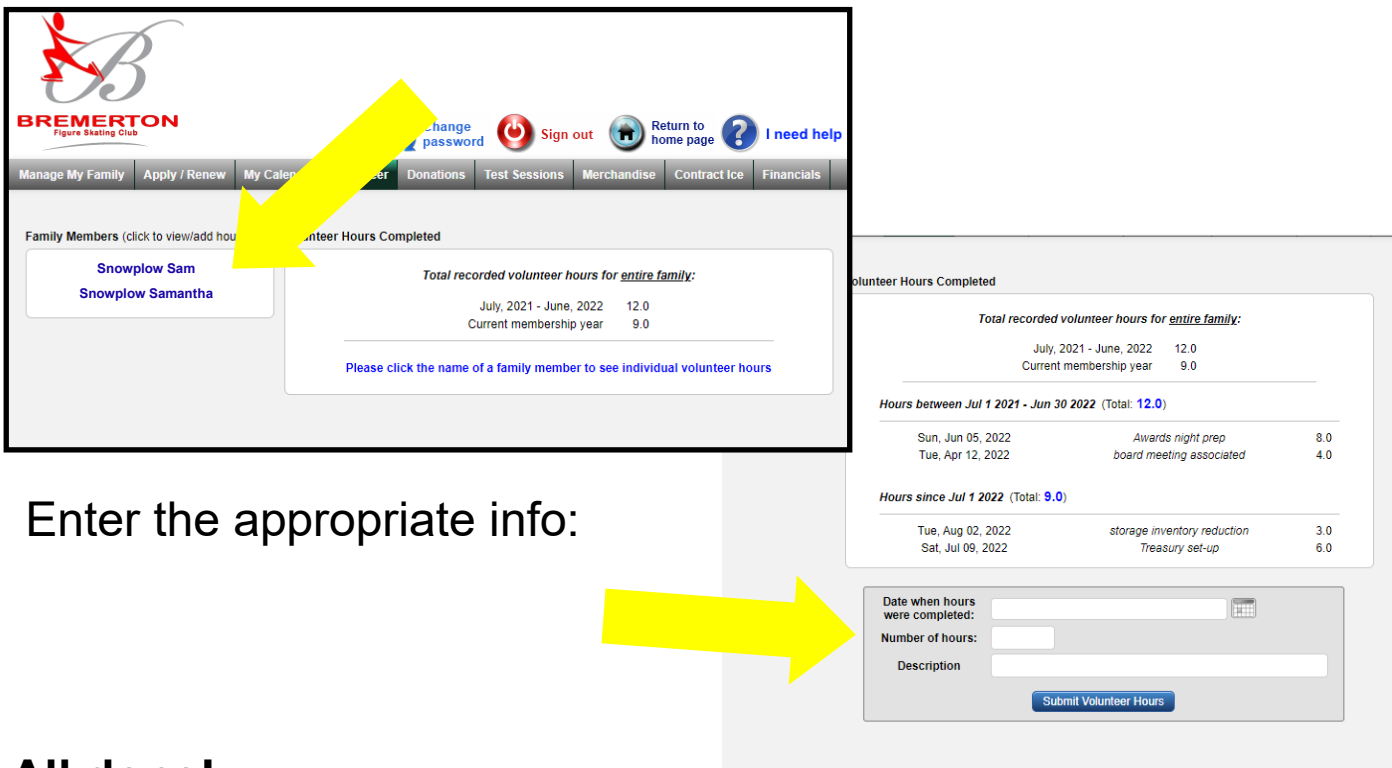 B
BREMERTON
Figure Skating Club
Change
password
Sign out
Return to
home page
I need help
Manage My Family Apply / Renew My Donations Test Sessions Merchandise Contract Ice Financials
Family Members (click to view/add Hours Completed
Snowplow Sam
Snowplow Samantha
Total recorded volunteer hours for entire family:
July, 2021 - June, 2022 12.0
Current membership year 9.0
Please click the name of a family member to see individual volunteer hours
Enter the appropriate info:
Volunteer Hours Completed
Total recorded volunteer hours for entire family:
July, 2021 - June, 2022 12.0
Current membership year 9.0
Hours between Jul 1 2021 - Jun 30 2022 (Total: 12.0)
Sun, Jun 05, 2022 Awards night prep 8.0
Tue, Apr 12, 2022 board meeting associated 4.0
Hours since Jul 1 2022 (Total: 9.0)
Tue, Aug 02, 2022 storage inventory reduction 3.0
Sat, Jul 09, 2022 Treasury set-up 6.0
Date when hours
were completed:
Number of hours:
Description
Submit Volunteer Hours
All done!